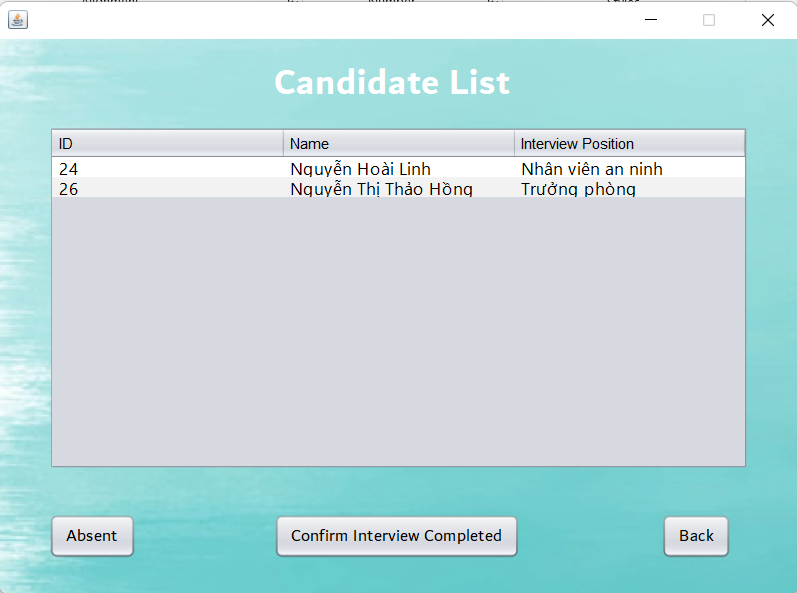 Candidate List
ID Name Interview Position
24 Nguyễn Hoài Linh Nhân viên an ninh
26 Nguyễn Thị Thảo Hồng Trưởng phòng
Absent Confirm Interview Completed Back